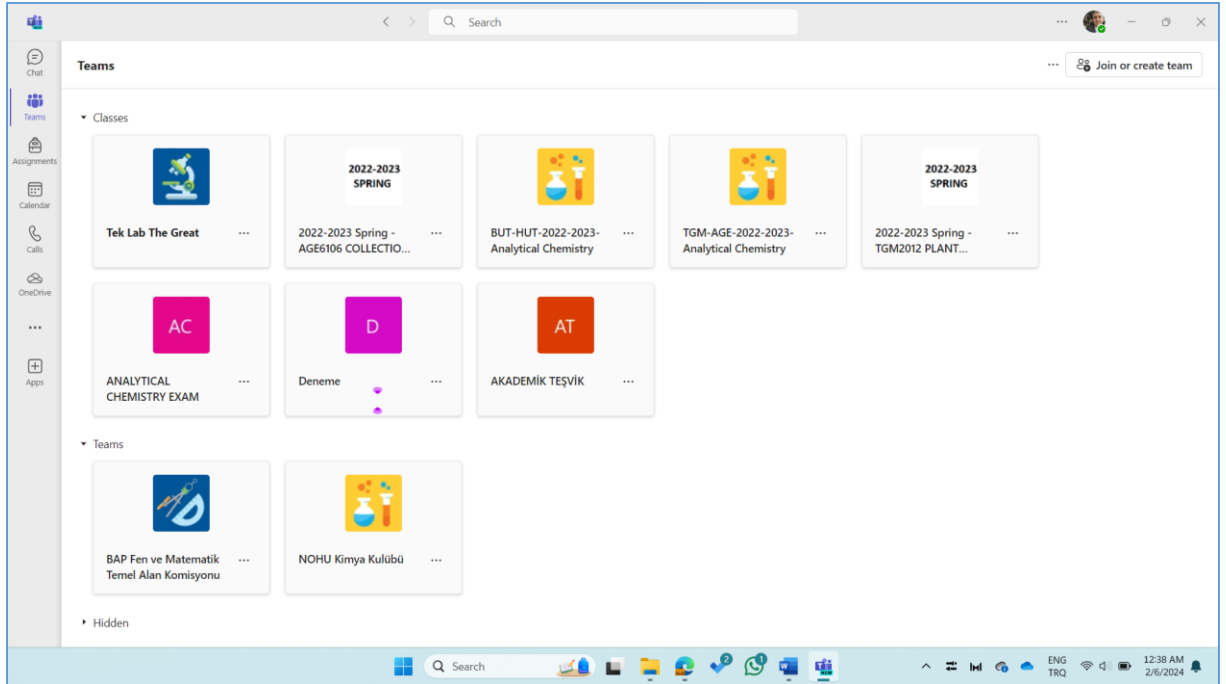 Search
Chat
Teams
Assignments
Calendar
Calls
OneDrive
Apps
Teams
Join or create team
Classes
2022-2023
SPRING
2022-2023
SPRING
Tek Lab The Great
2022-2023 Spring -
AGE6106 COLLECTIO...
BUT-HUT-2022-2023-
Analytical Chemistry
TGM-AGE-2022-2023-
Analytical Chemistry
2022-2023 Spring -
TGM2012 PLANT...
AC
D
AT
ANALYTICAL
CHEMISTRY EXAM
Deneme
AKADEMİK TEŞVİK
Teams
BAP Fen ve Matematik
Temel Alan Komisyonu
NOHU Kimya Kulübü
Hidden
Search
2
1
NEW
ENG
TRQ
12:38 AM
2/6/2024